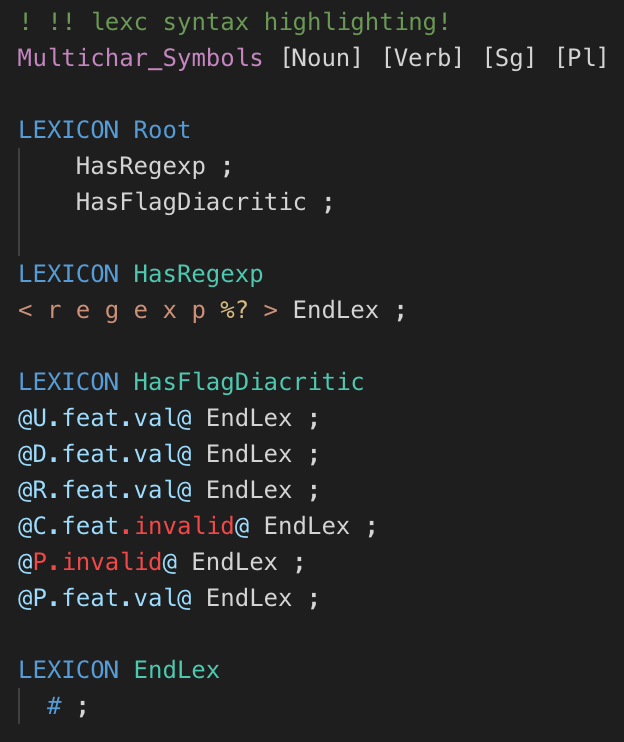 ! !! lexc syntax highlighting!
Multichar_Symbols [Noun] [Verb] [Sg] [Pl]
LEXICON Root
HasRegexp ;
HasFlagDiacritic ;
LEXICON HasRegexp
< r e g e x p %? > EndLex ;
LEXICON HasFlagDiacritic
@U.feat.val@ EndLex ;
@D.feat.val@ EndLex ;
@R.feat.val@ EndLex ;
@C.feat.invalid@ EndLex ;
@P.invalid@ EndLex ;
@P.feat.val@ EndLex ;
LEXICON EndLex
# ;